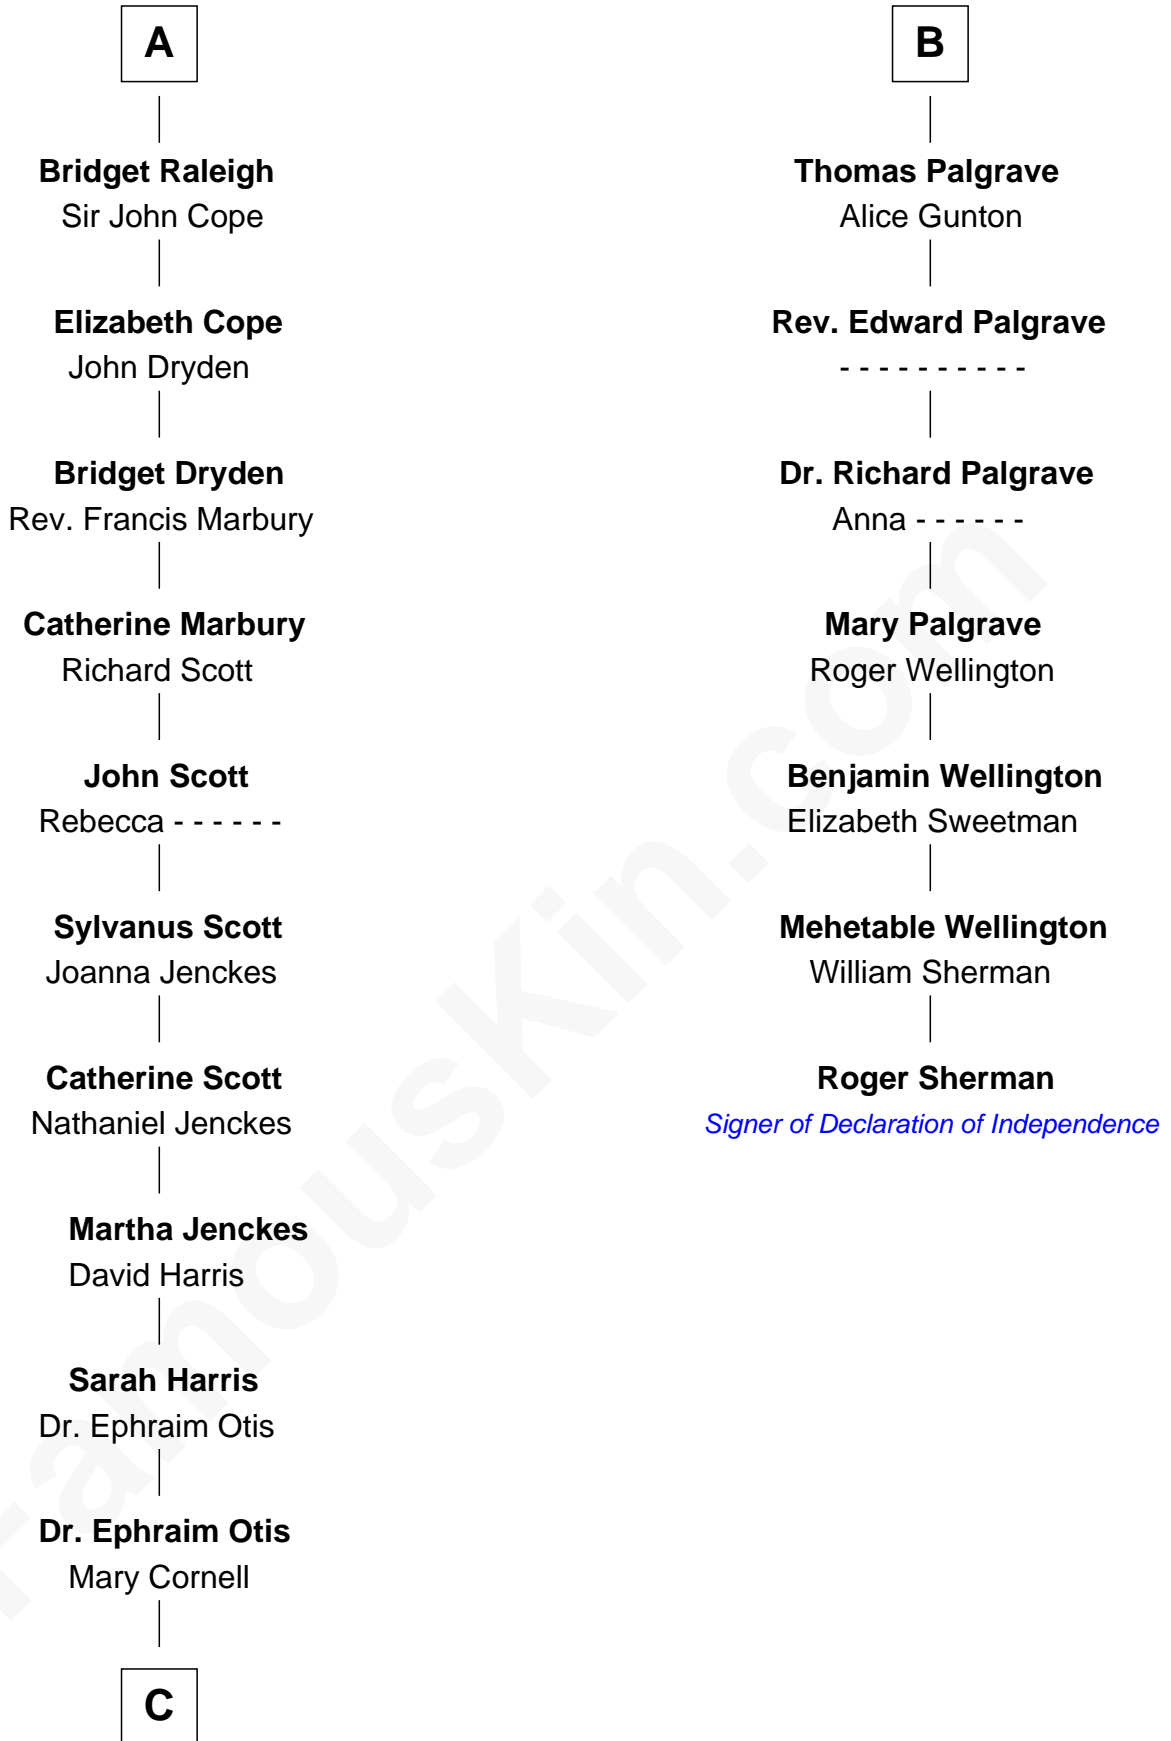 A
Bridget Raleigh
Sir John Cope
Elizabeth Cope
John Dryden
Bridget Dryden
Rev. Francis Marbury
Catherine Marbury
Richard Scott
John Scott
Rebecca - - - - - -
Sylvanus Scott
Joanna Jenckes
Catherine Scott
Nathaniel Jenckes
Martha Jenckes
David Harris
Sarah Harris
Dr. Ephraim Otis
Dr. Ephraim Otis
Mary Cornell
C
B
Thomas Palgrave
Alice Gunton
Rev. Edward Palgrave
- - - - - - - - - -
Dr. Richard Palgrave
Anna - - - - - -
Mary Palgrave
Roger Wellington
Benjamin Wellington
Elizabeth Sweetman
Mehetable Wellington
William Sherman
Roger Sherman
Signer of Declaration of Independence
FamousKin.com